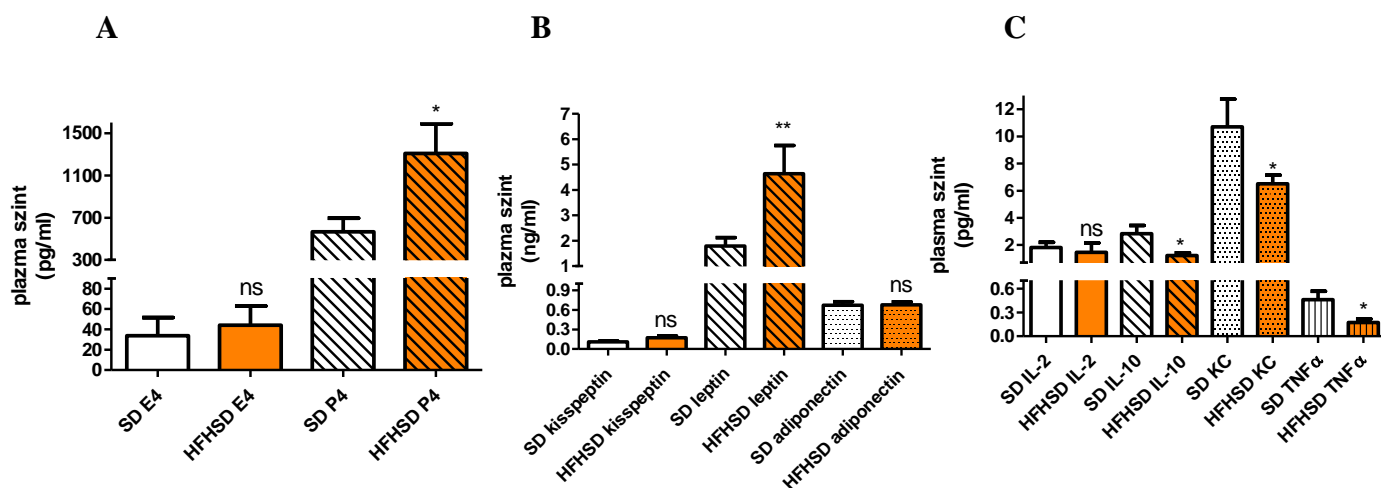 A
plazma szint
(pg/ml)
1500
1100
700
300
80
60
40
20
0
ns
*
SD E4
HFHSD E4
SD P4
HFHSD P4
B
plazma szint
(ng/ml)
7
6
5
4
3
2
1
0.9
0.6
0.3
0.0
ns
**
ns
SD kisspeptin
HFHSD kisspeptin
SD leptin
HFHSD leptin
SD adiponectin
HFHSD adiponectin
C
plasma szint
(pg/ml)
12
10
8
6
4
2
0.6
0.3
0.0
ns
*
*
*
SD IL-2
HFHSD IL-2
SD IL-10
HFHSD IL-10
SD KC
HFHSD KC
SD TNFα
HFHSD TNFα